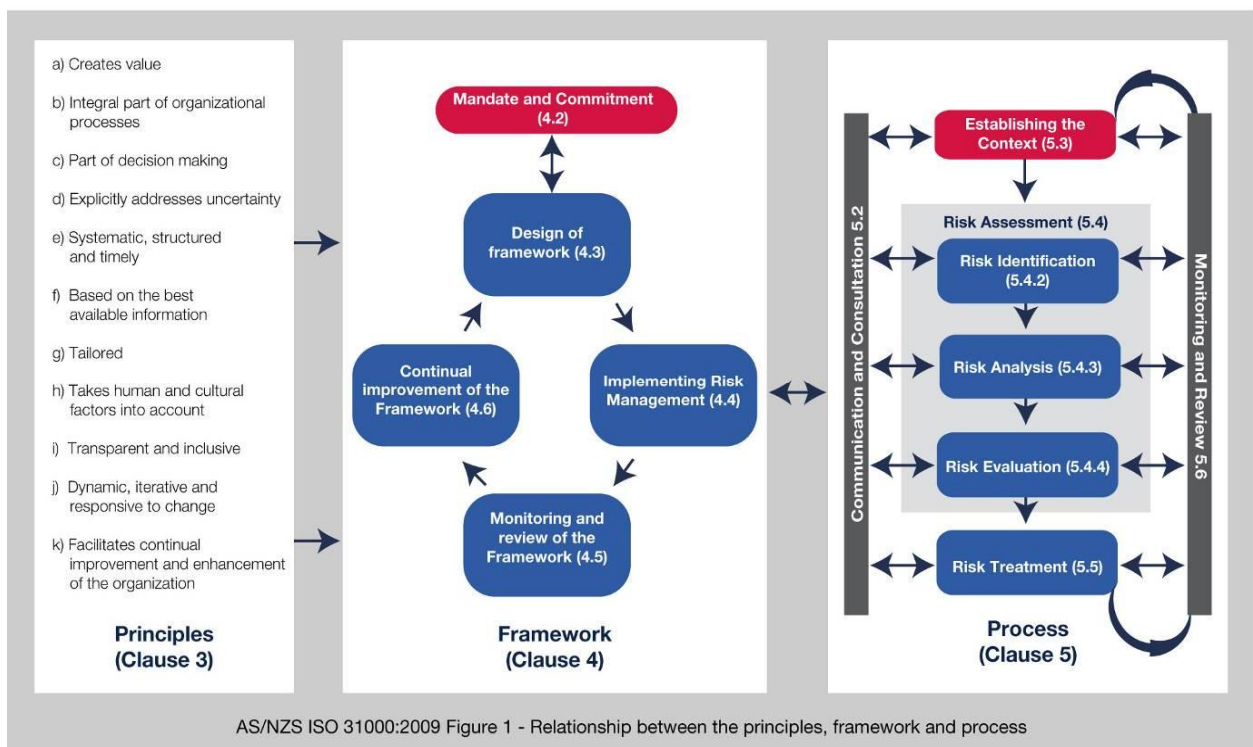 a) Creates value
b) Integral part of organizational
processes
c) Part of decision making
d) Explicitly addresses uncertainty
e) Systematic, structured
and timely
f) Based on the best
available information
g) Tailored
h) Takes human and cultural
factors into account
i) Transparent and inclusive
j) Dynamic, iterative and
responsive to change
k) Facilitates continual
improvement and enhancement
of the organization
Principles
(Clause 3)
Mandate and Commitment
(4.2)
Design of
framework (4.3)
Continual
improvement of the
Framework (4.6)
Implementing Risk
Management (4.4)
Monitoring and
review of the
Framework (4.5)
Framework
(Clause 4)
Communication and Consultation 5.2
Establishing the
Context (5.3)
Risk Assessment (5.4)
Risk Identification
(5.4.2)
Risk Analysis (5.4.3)
Risk Evaluation (5.4.4)
Risk Treatment (5.5)
Monitoring and Review 5.6
Process
(Clause 5)
AS/NZS ISO 31000:2009 Figure 1 - Relationship between the principles, framework and process